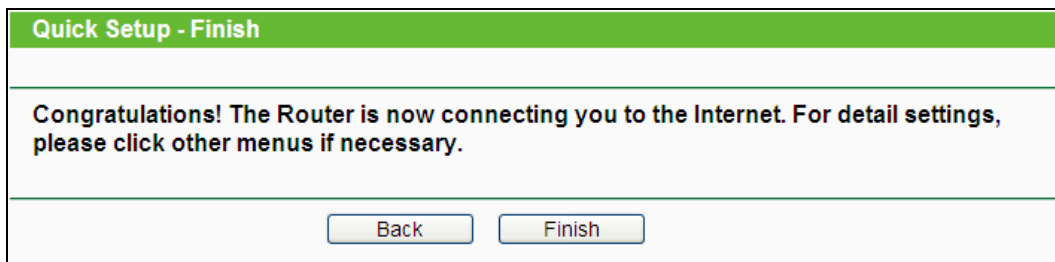 Quick Setup - Finish
Congratulations! The Router is now connecting you to the Internet. For detail settings,
please click other menus if necessary.
Back Finish